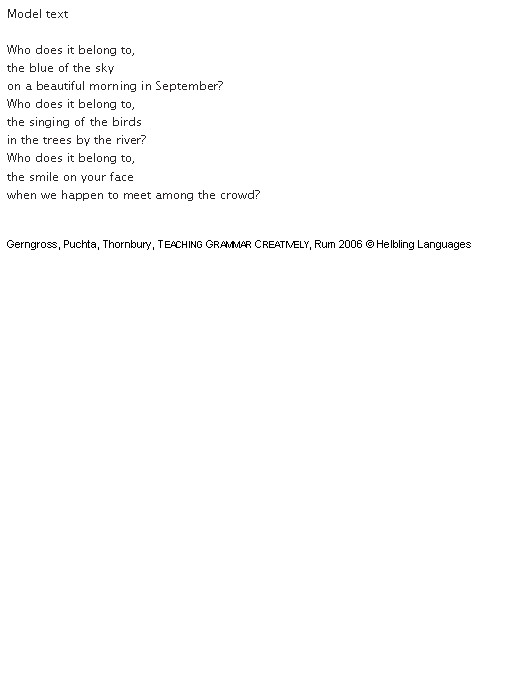 Model text
Who does it belong to,
the blue of the sky
on a beautiful morning in September?
Who does it belong to,
the singing of the birds
in the trees by the river?
Who does it belong to,
the smile on your face
when we happen to meet among the crowd?
Gerngross, Puchta, Thornbury, TEACHING GRAMMAR CREATIVELY, Rum 2006 © Helbling Languages